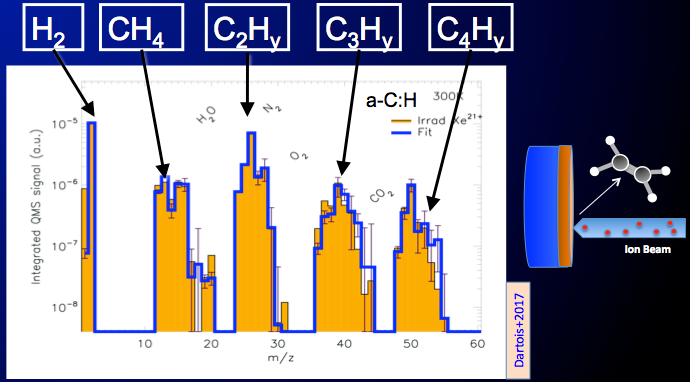 H₂ CH₄ C₂Hy C₃Hy C₄Hy
a-C:H
300K
Irrad Xe²¹⁺
Fit
H₂O
N₂
O₂
CO₂
Integrated QMS signal (a.u.)
10⁻⁵
10⁻⁶
10⁻⁷
10⁻⁸
10 20 30 40 50 60
m/z
Ion Beam
Dartois+2017